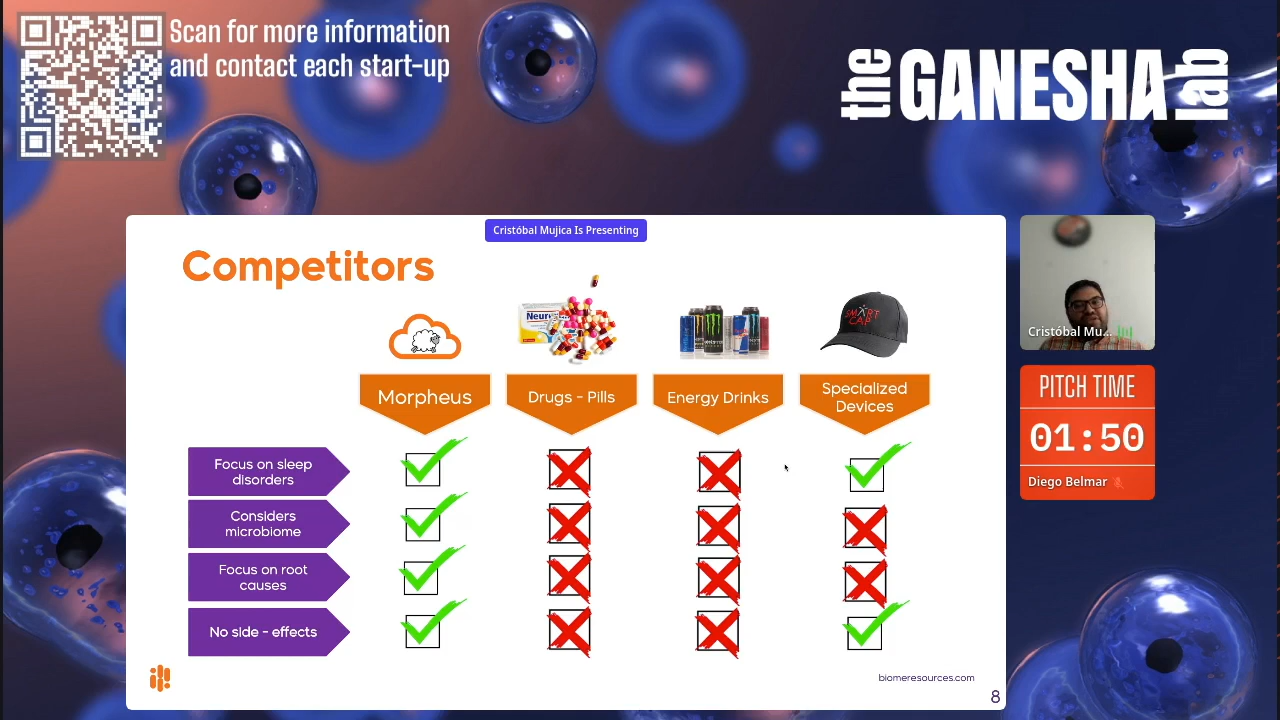 Scan for more information
and contact each start-up
the GANESHA lab
Cristóbal Mujica Is Presenting
Competitors
Neur
SMART
CAP
Morpheus
Drugs - Pills
Energy Drinks
Specialized
Devices
Focus on sleep
disorders
Considers
microbiome
Focus on root
causes
No side - effects
biomeresources.com
8
Cristóbal Mu...
PITCH TIME
01:50
Diego Belmar